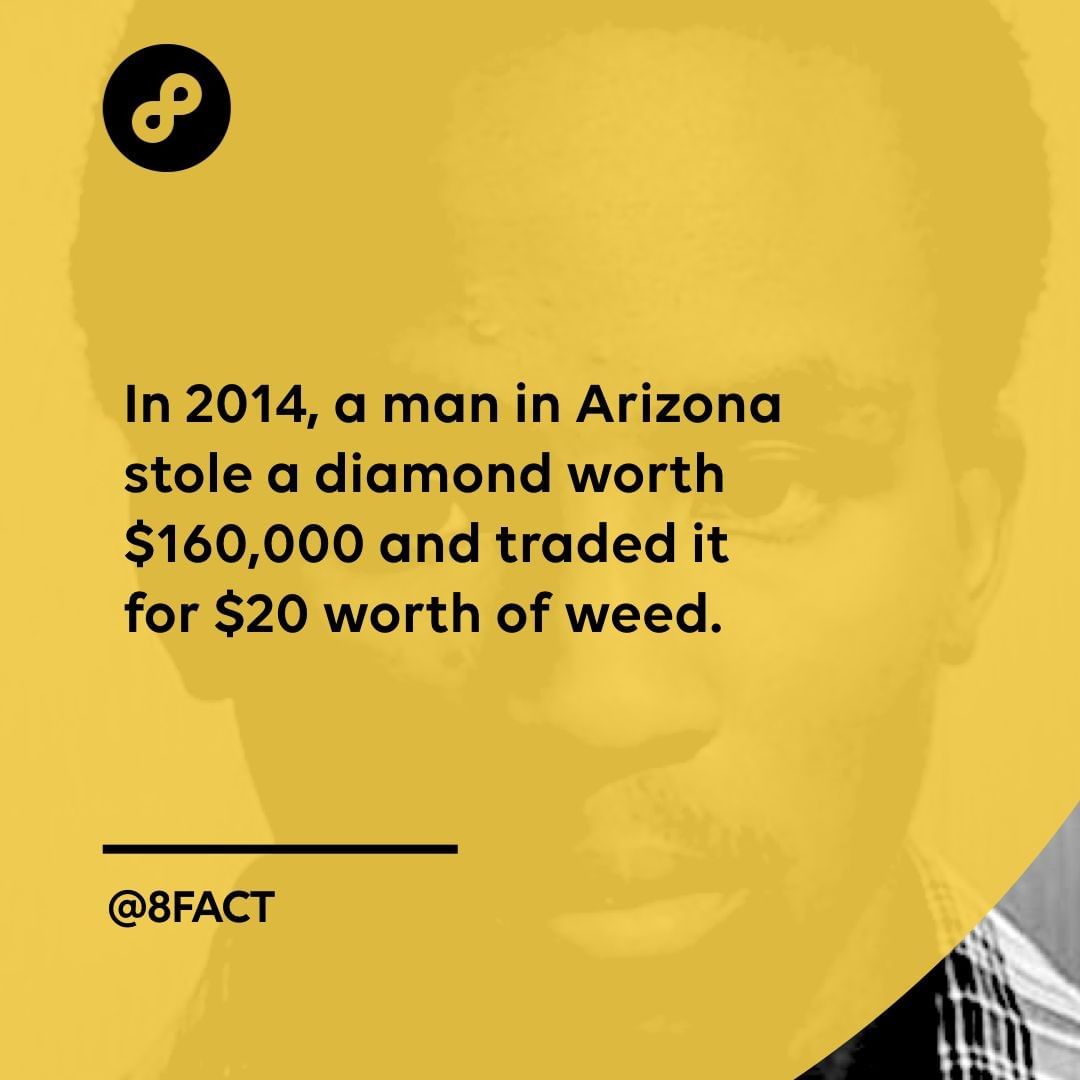 In 2014, a man in Arizona
stole a diamond worth
$160,000 and traded it
for $20 worth of weed.
@8FACT